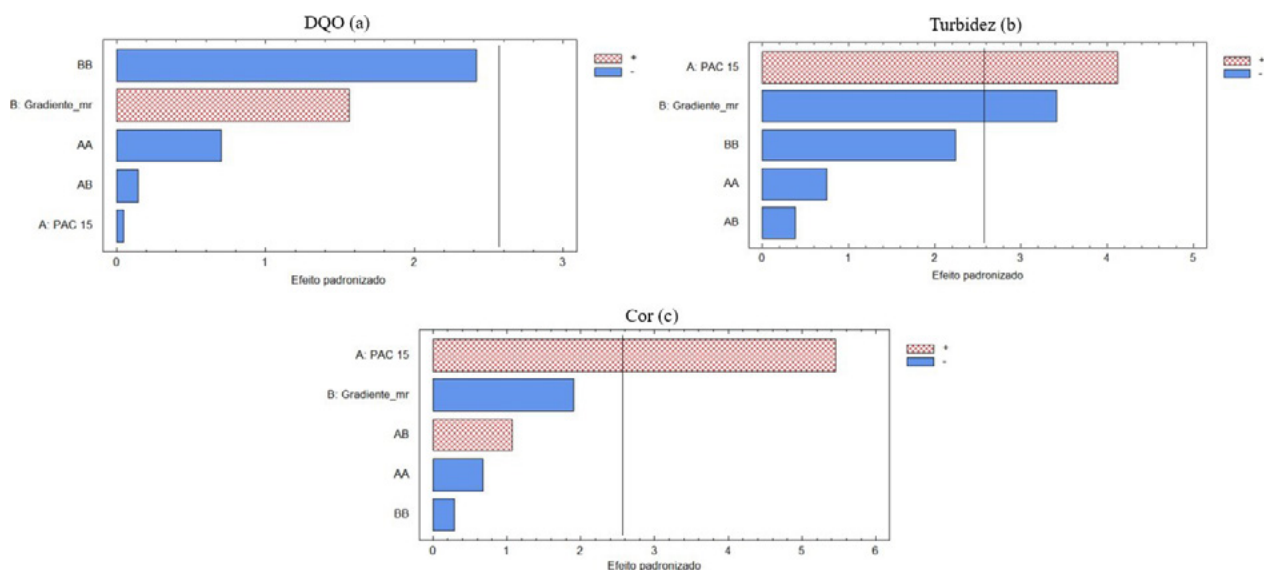 DQO (a)
BB
B: Gradiente_mr
AA
AB
A: PAC 15
0 1 2 3
Efeito padronizado
+
-
Turbidez (b)
A: PAC 15
B: Gradiente_mr
BB
AA
AB
0 1 2 3 4 5
Efeito padronizado
+
-
Cor (c)
A: PAC 15
B: Gradiente_mr
AB
AA
BB
0 1 2 3 4 5 6
Efeito padronizado
+
-